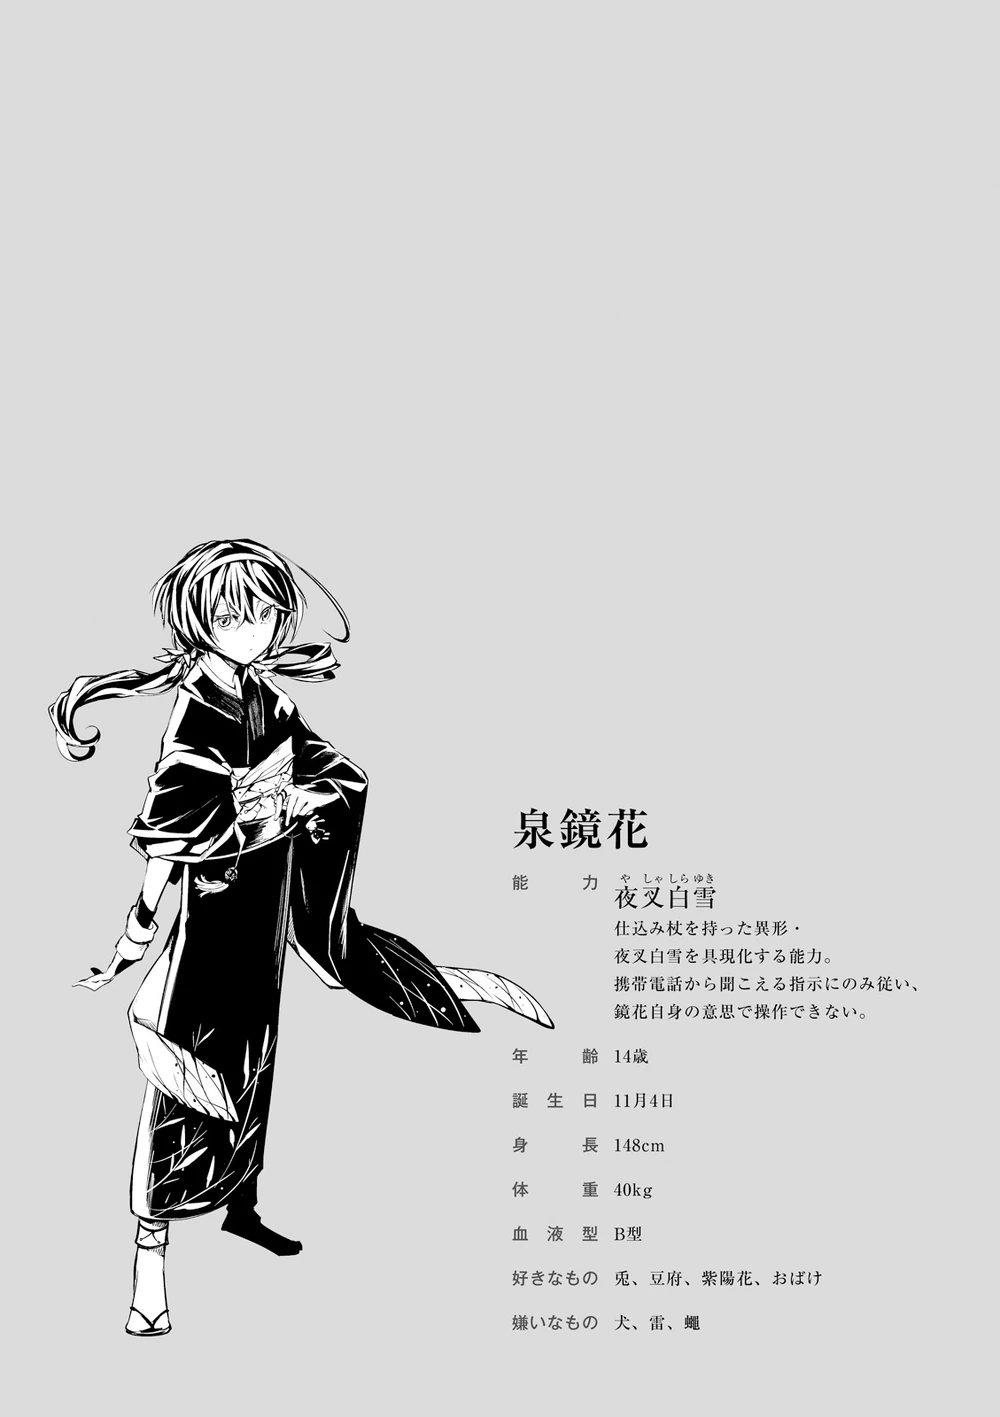 泉鏡花
能力 夜叉白雪
やしゃしらゆき
仕込み杖を持った異形・
夜叉白雪を具現化する能力。
携帯電話から聞こえる指示にのみ従い、
鏡花自身の意思で操作できない。
年齢 14歳
誕生日 11月4日
身長 148cm
体重 40kg
血液型 B型
好きなもの 兎、豆府、紫陽花、おばけ
嫌いなもの 犬、雷、蠅